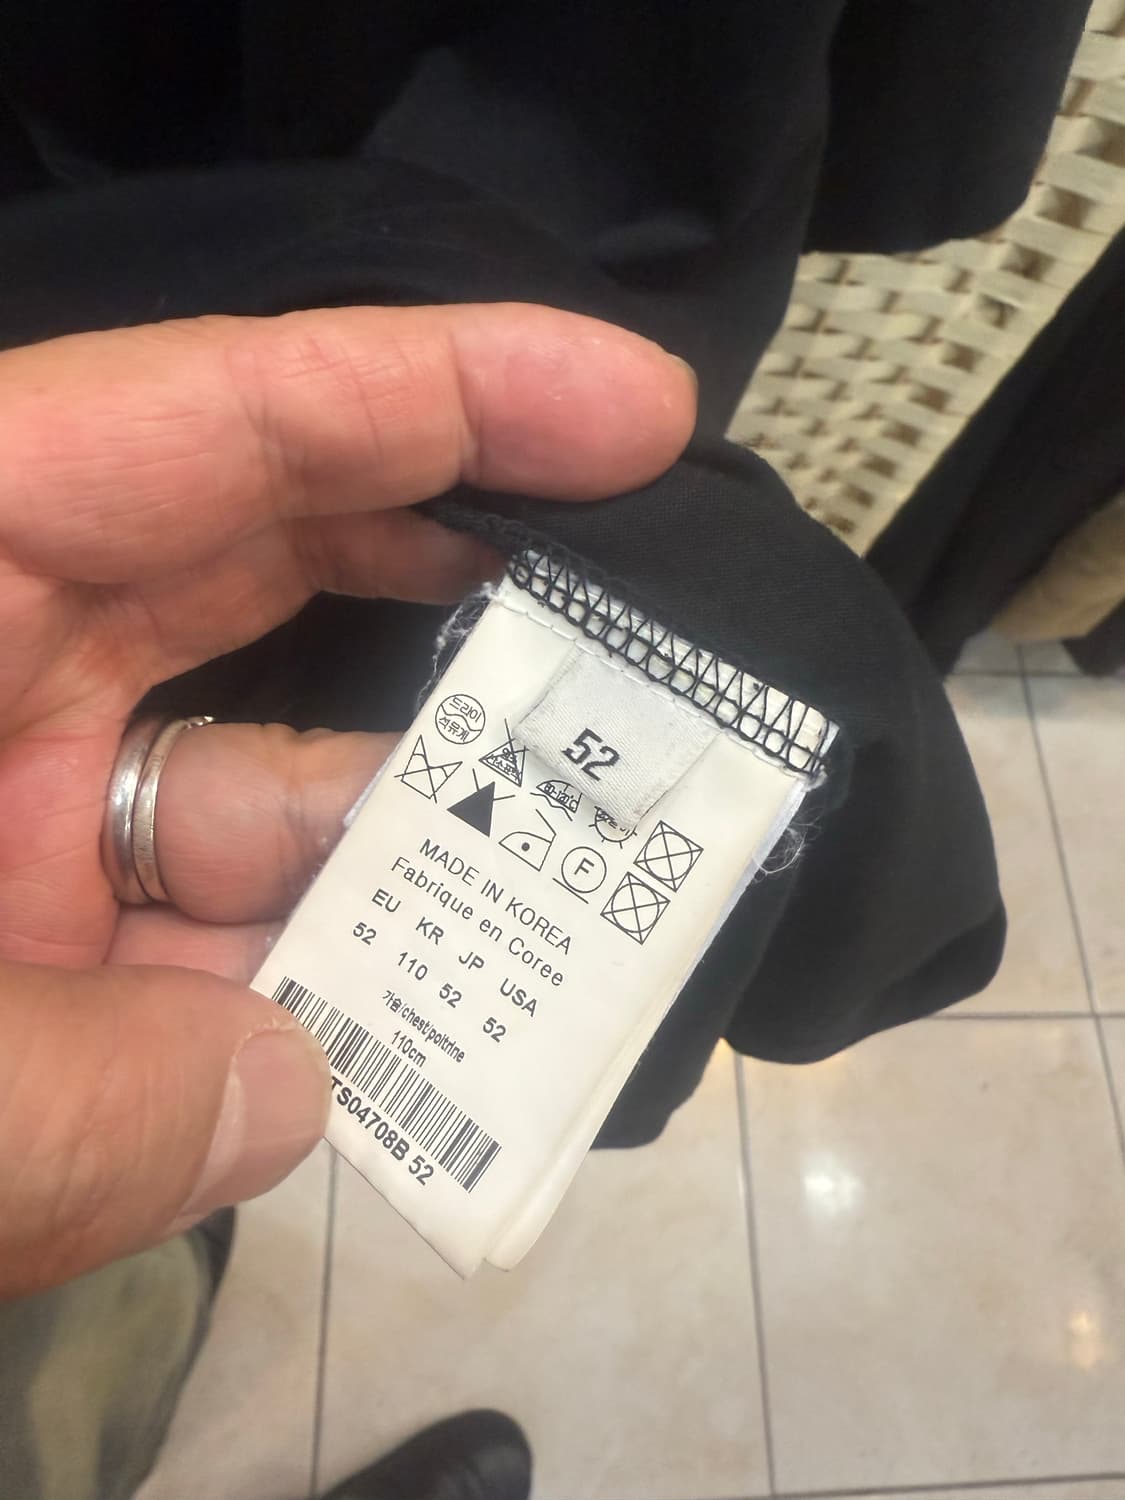 52
드라이
석유계
F
MADE IN KOREA
Fabrique en Coree
EU KR JP USA
52 110 52 52
가슴/chest/poitrine
110cm
TS04708B 52